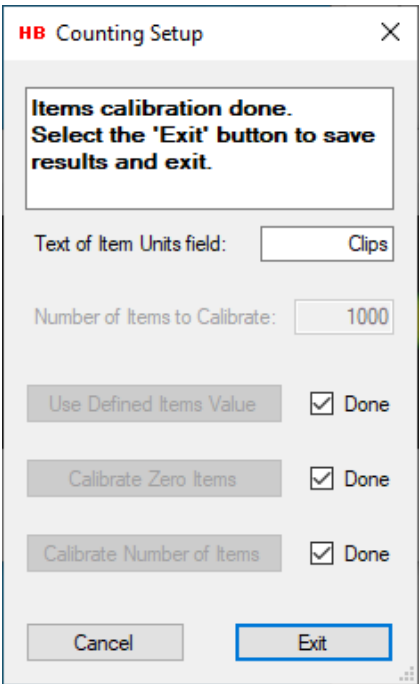 HB Counting Setup
Items calibration done.
Select the 'Exit' button to save
results and exit.
Text of Item Units field: Clips
Number of Items to Calibrate: 1000
Use Defined Items Value Done
Calibrate Zero Items Done
Calibrate Number of Items Done
Cancel Exit